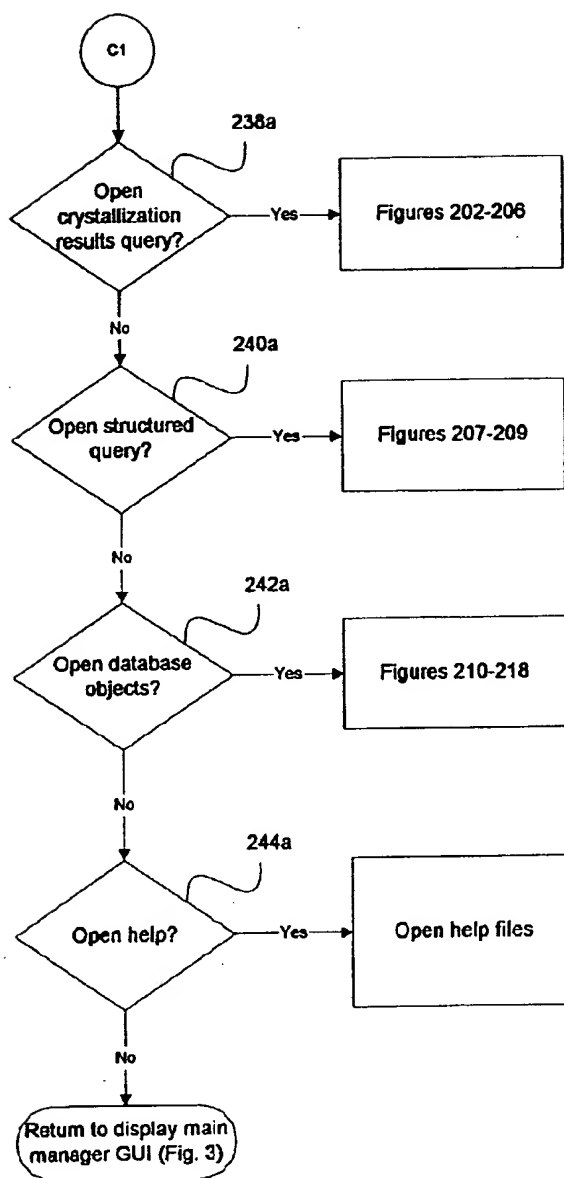 C1
238a
Open
crystallization
results query?
Yes
Figures 202-206
No
240a
Open structured
query?
Yes
Figures 207-209
No
242a
Open database
objects?
Yes
Figures 210-218
No
244a
Open help?
Yes
Open help files
No
Return to display main
manager GUI (Fig. 3)